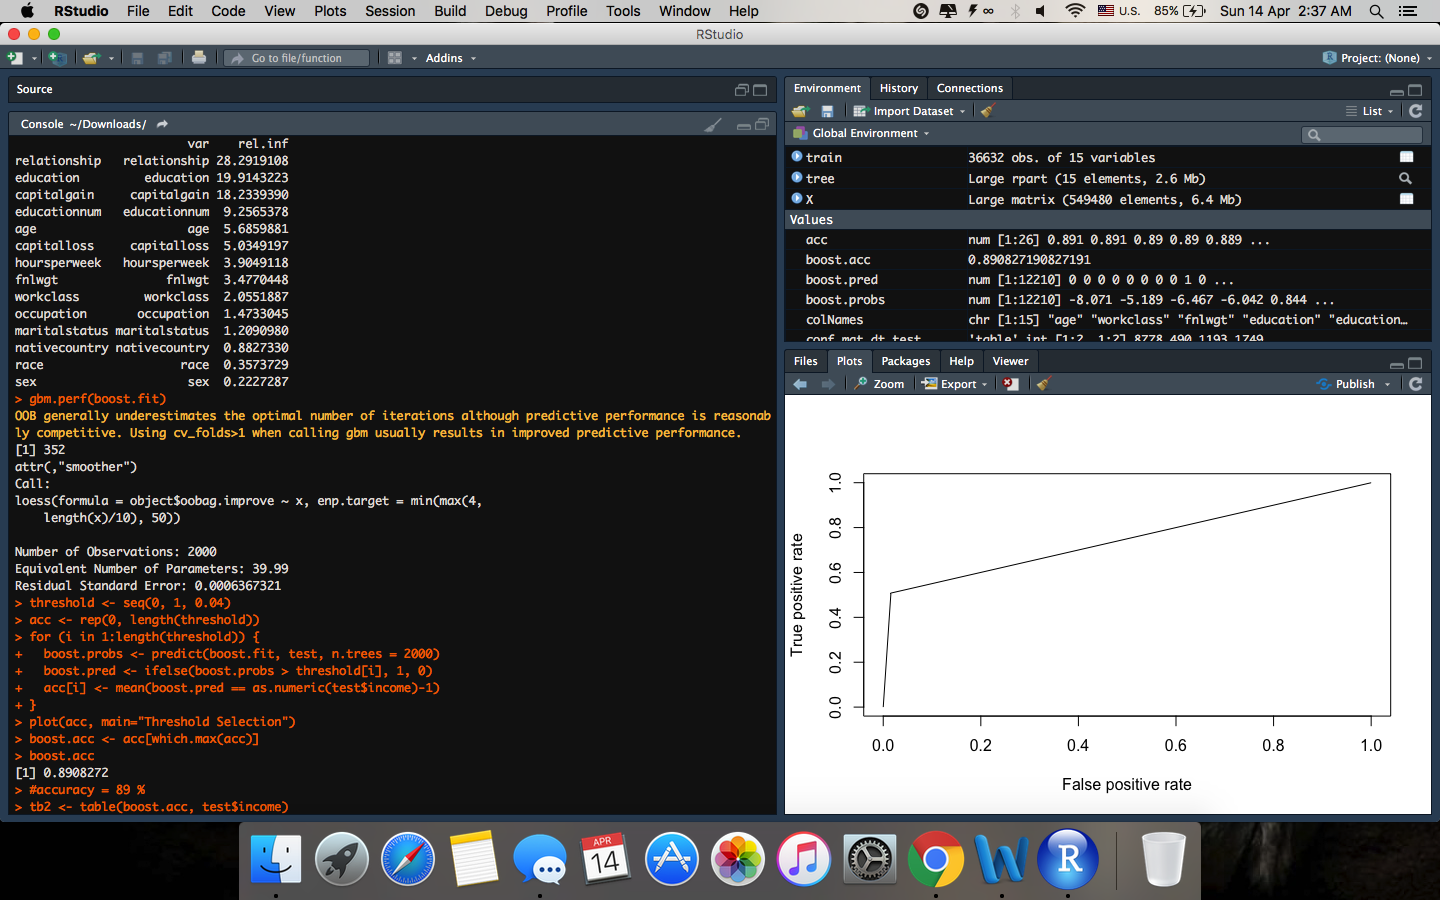 RStudio File Edit Code View Plots Session Build Debug Profile Tools Window Help U.S. 85% Sun 14 Apr 2:37 AM
RStudio
Go to file/function Addins Project: (None)
Source
Console ~/Downloads/
var rel.inf
relationship relationship 28.2919108
education education 19.9143223
capitalgain capitalgain 18.2339390
educationnum educationnum 9.2565378
age age 5.6859881
capitalloss capitalloss 5.0349197
hoursperweek hoursperweek 3.9049118
fnlwgt fnlwgt 3.4770448
workclass workclass 2.0551887
occupation occupation 1.4733045
maritalstatus maritalstatus 1.2090980
nativecountry nativecountry 0.8827330
race race 0.3573729
sex sex 0.2227287
> gbm.perf(boost.fit)
OOB generally underestimates the optimal number of iterations although predictive performance is reasonab
ly competitive. Using cv_folds>1 when calling gbm usually results in improved predictive performance.
[1] 352
attr(,"smoother")
Call:
loess(formula = object$oobag.improve ~ x, enp.target = min(max(4,
length(x)/10), 50))
Number of Observations: 2000
Equivalent Number of Parameters: 39.99
Residual Standard Error: 0.0006367321
> threshold <- seq(0, 1, 0.04)
> acc <- rep(0, length(threshold))
> for (i in 1:length(threshold)) {
+ boost.probs <- predict(boost.fit, test, n.trees = 2000)
+ boost.pred <- ifelse(boost.probs > threshold[i], 1, 0)
+ acc[i] <- mean(boost.pred == as.numeric(test$income)-1)
+ }
> plot(acc, main="Threshold Selection")
> boost.acc <- acc[which.max(acc)]
> boost.acc
[1] 0.8908272
> #accuracy = 89 %
> tb2 <- table(boost.acc, test$income)
Environment History Connections
Import Dataset List
Global Environment
train 36632 obs. of 15 variables
tree Large rpart (15 elements, 2.6 Mb)
X Large matrix (549480 elements, 6.4 Mb)
Values
acc num [1:26] 0.891 0.891 0.89 0.89 0.889 ...
boost.acc 0.890827190827191
boost.pred num [1:12210] 0 0 0 0 0 0 0 0 1 0 ...
boost.probs num [1:12210] -8.071 -5.189 -6.467 -6.042 0.844 ...
colNames chr [1:15] "age" "workclass" "fnlwgt" "education" "education…
conf.mat.dt.test 'table' int [1:2, 1:2] 8778 490 1193 1749
Files Plots Packages Help Viewer
Zoom Export Publish
True positive rate
1.0
0.8
0.6
0.4
0.2
0.0
0.0 0.2 0.4 0.6 0.8 1.0
False positive rate
APR
14
W
R